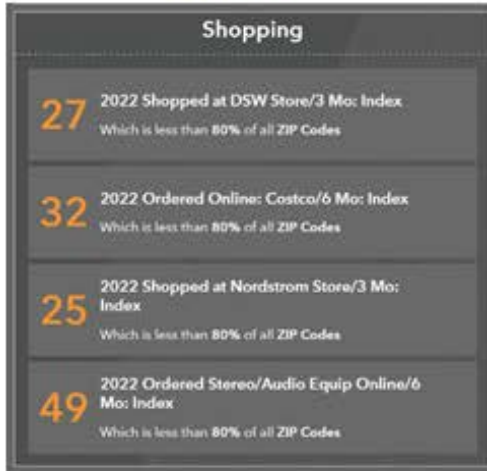 Shopping
27
2022 Shopped at DSW Store/3 Mo: Index
Which is less than 80% of all ZIP Codes
32
2022 Ordered Online: Costco/6 Mo: Index
Which is less than 80% of all ZIP Codes
25
2022 Shopped at Nordstrom Store/3 Mo:
Index
Which is less than 80% of all ZIP Codes
49
2022 Ordered Stereo/Audio Equip Online/6
Mo: Index
Which is less than 80% of all ZIP Codes